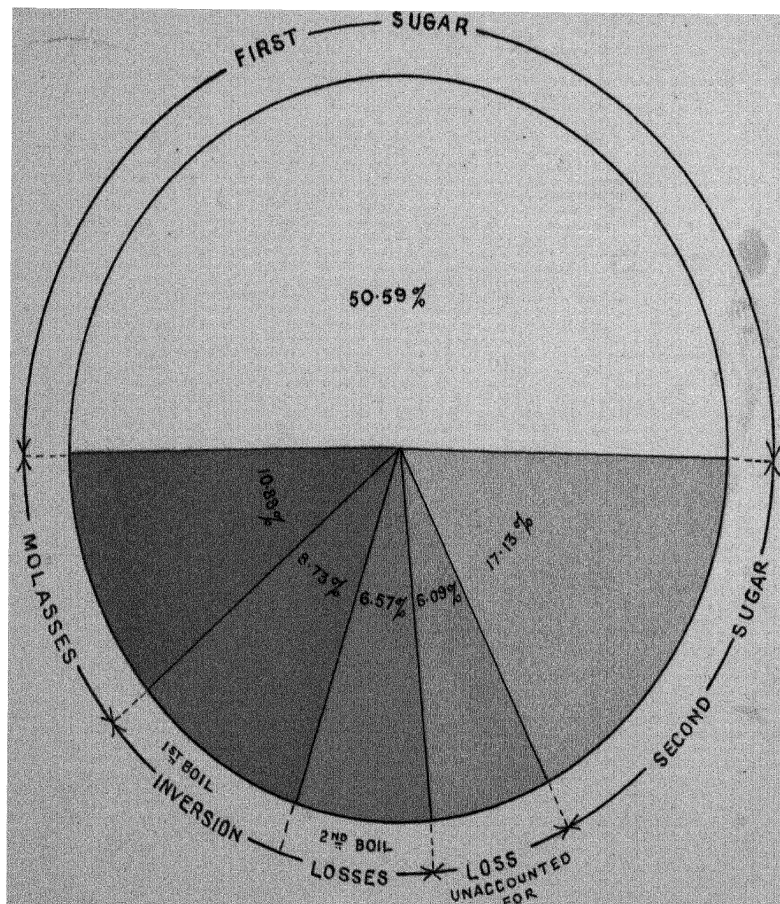 FIRST SUGAR
50·59%
10·89%
8·73%
6·57%
6·09%
17·13%
MOLASSES
1ST BOIL
2ND BOIL
INVERSION LOSSES
LOSS
UNACCOUNTED
FOR
SECOND SUGAR